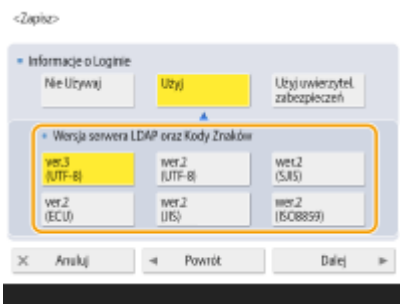 <Zapisz>
Informacje o Loginie
Nie Używaj
Użyj
Użyj uwierzytel.
zabezpieczeń
Wersja serwera LDAP oraz Kody Znaków
ver.3
(UTF-8)
ver.2
(UTF-8)
ver.2
(SJIS)
ver.2
(ECU)
ver.2
(JIS)
ver.2
(ISO8859)
Anuluj
Powrót
Dalej